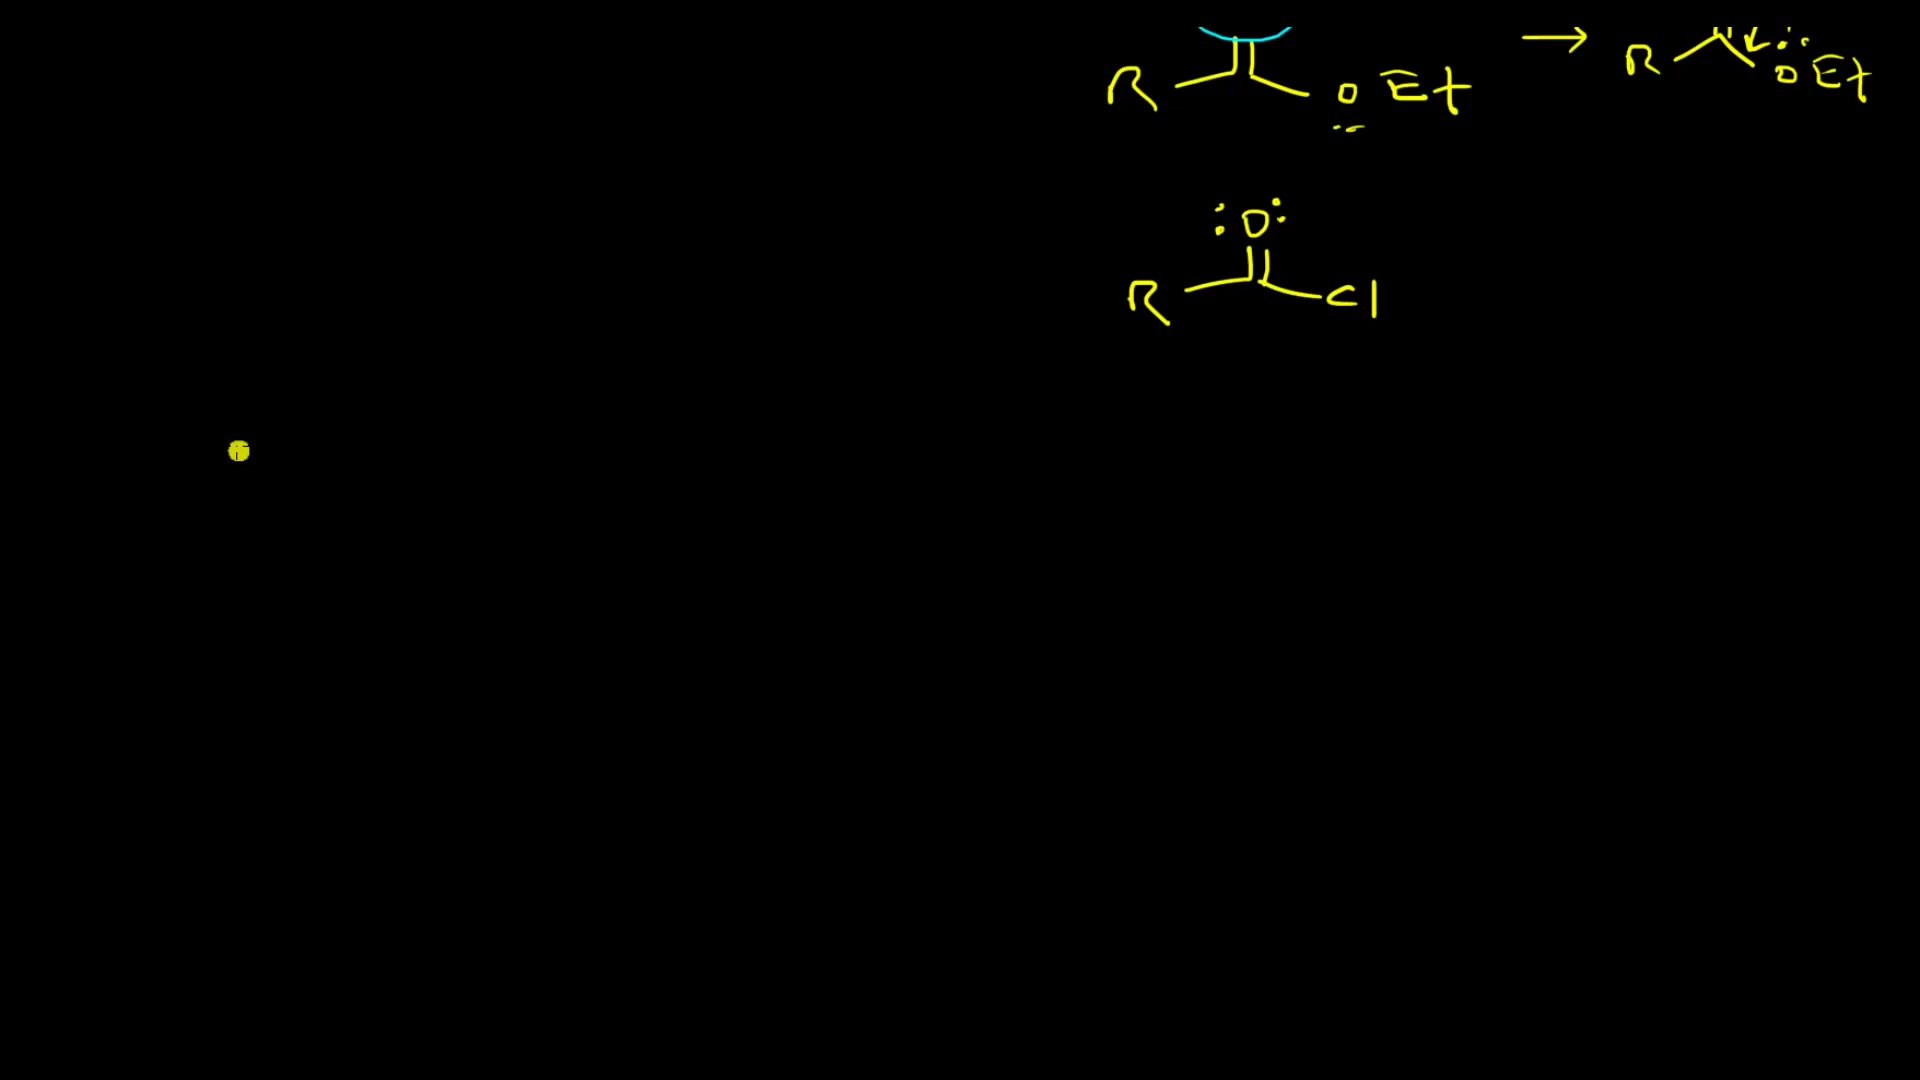 R OEt → R OEt
:O:
R Cl